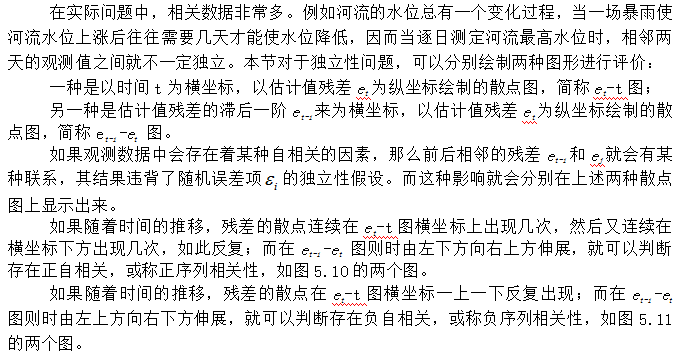 在实际问题中，相关数据非常多。例如河流的水位总有一个变化过程，当一场暴雨使
河流水位上涨后往往需要几天才能使水位降低，因而当逐日测定河流最高水位时，相邻两
天的观测值之间就不一定独立。本节对于独立性问题，可以分别绘制两种图形进行评价：
一种是以时间 t 为横坐标，以估计值残差 eₜ为纵坐标绘制的散点图，简称 eₜ-t 图；
另一种是估计值残差的滞后一阶 eₜ₋₁来为横坐标，以估计值残差 eₜ为纵坐标绘制的散
点图，简称 eₜ₋₁-eₜ 图。
如果观测数据中会存在着某种自相关的因素，那么前后相邻的残差 eₜ₋₁和 eₜ就会有某
种联系，其结果违背了随机误差项 εᵢ 的独立性假设。而这种影响就会分别在上述两种散点
图上显示出来。
如果随着时间的推移，残差的散点连续在 eₜ-t 图横坐标上出现几次，然后又连续在
横坐标下方出现几次，如此反复；而在 eₜ₋₁-eₜ 图则时由左下方向右上方伸展，就可以判断
存在正自相关，或称正序列相关性，如图 5.10 的两个图。
如果随着时间的推移，残差的散点在 eₜ-t 图横坐标一上一下反复出现；而在 eₜ₋₁-eₜ
图则时由左上方向右下方伸展，就可以判断存在负自相关，或称负序列相关性，如图 5.11
的两个图。